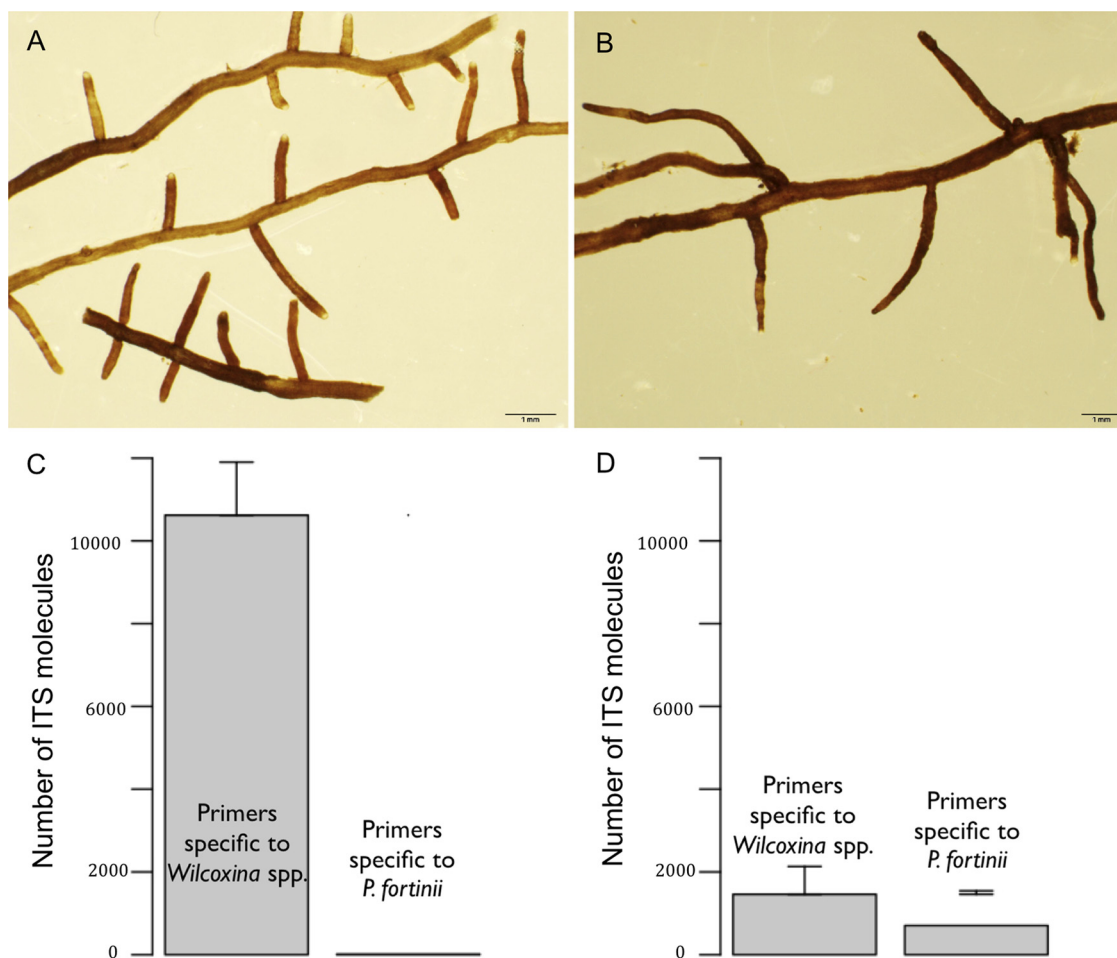 A
1 mm
B
1 mm
C
Number of ITS molecules
10000
6000
2000
0
Primers
specific to
Wilcoxina spp.
Primers
specific to
P. fortinii
D
Number of ITS molecules
10000
6000
2000
0
Primers
specific to
Wilcoxina spp.
Primers
specific to
P. fortinii